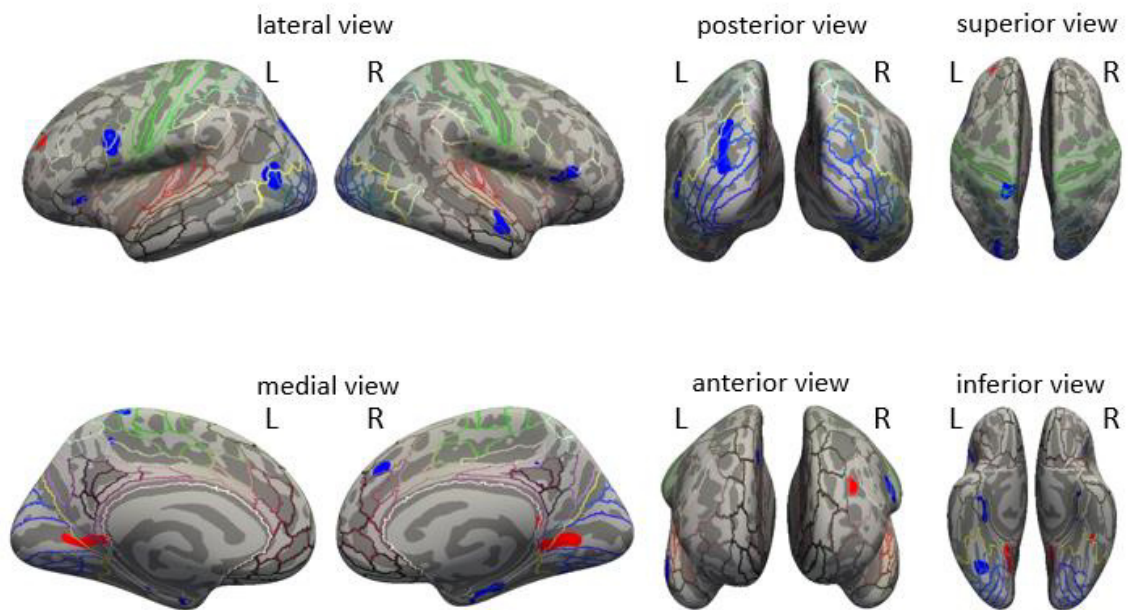 lateral view
L R
posterior view
L R
superior view
L R
medial view
L R
anterior view
L R
inferior view
L R